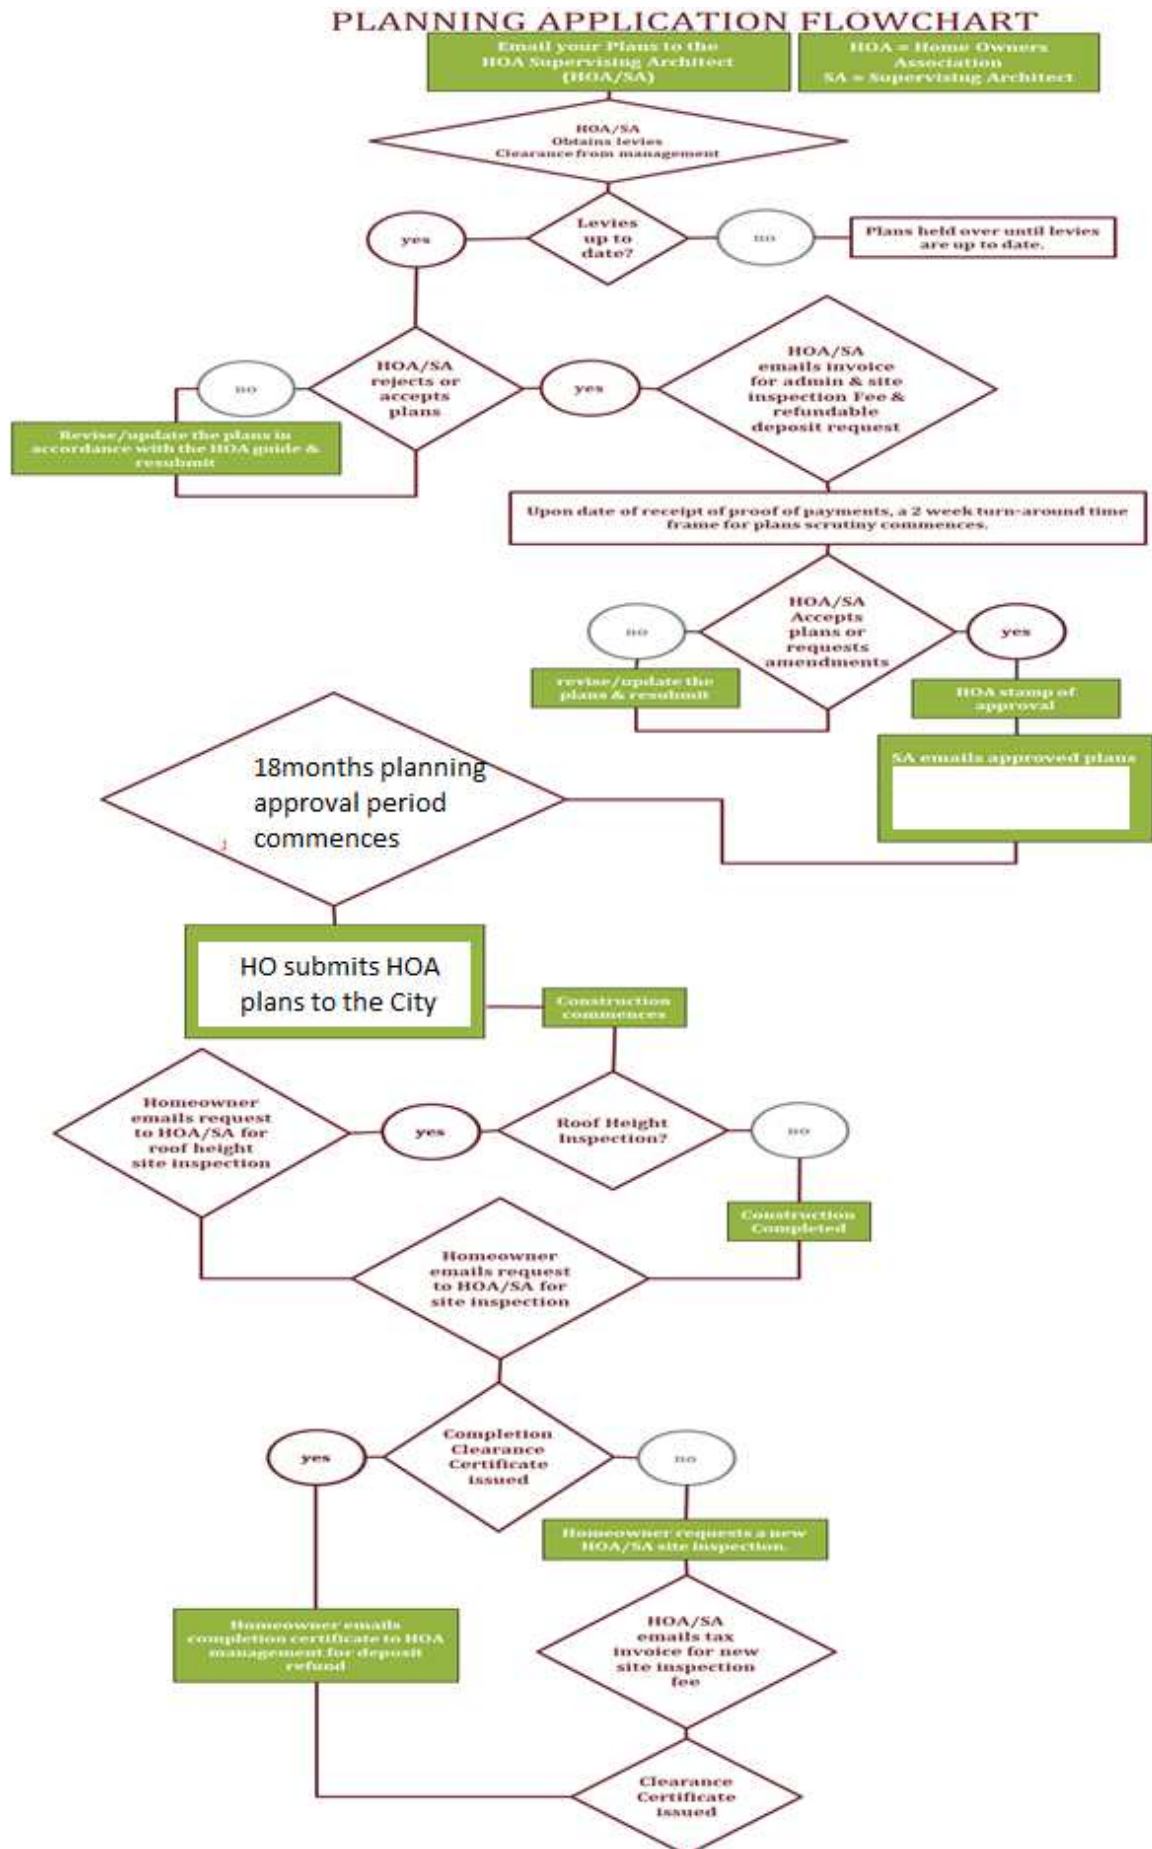 PLANNING APPLICATION FLOWCHART
Email your Plans to the
HOA Supervising Architect
(HOA/SA)
HOA = Home Owners
Association
SA = Supervising Architect
HOA/SA
Obtains levies
Clearance from management
Levies
up to
date?
yes
no
Plans held over until levies
are up to date.
HOA/SA
rejects or
accepts
plans
no
yes
HOA/SA
emails invoice
for admin & site
inspection Fee &
refundable
deposit request
Revise/update the plans in
accordance with the HOA guide &
resubmit
Upon date of receipt of proof of payments, a 2 week turn-around time
frame for plans scrutiny commences.
HOA/SA
Accepts
plans or
requests
amendments
no
yes
revise/update the
plans & resubmit
HOA stamp of
approval
SA emails approved plans
18months planning
approval period
commences
HO submits HOA
plans to the City
Construction
commences
Homeowner
emails request
to HOA/SA for
roof height
site inspection
yes
Roof Height
Inspection?
no
Construction
Completed
Homeowner
emails request
to HOA/SA for
site inspection
Completion
Clearance
Certificate
issued
yes
no
Homeowner requests a new
HOA/SA site inspection.
Homeowner emails
completion certificate to HOA
management for deposit
refund
HOA/SA
emails tax
invoice for new
site inspection
fee
Clearance
Certificate
issued